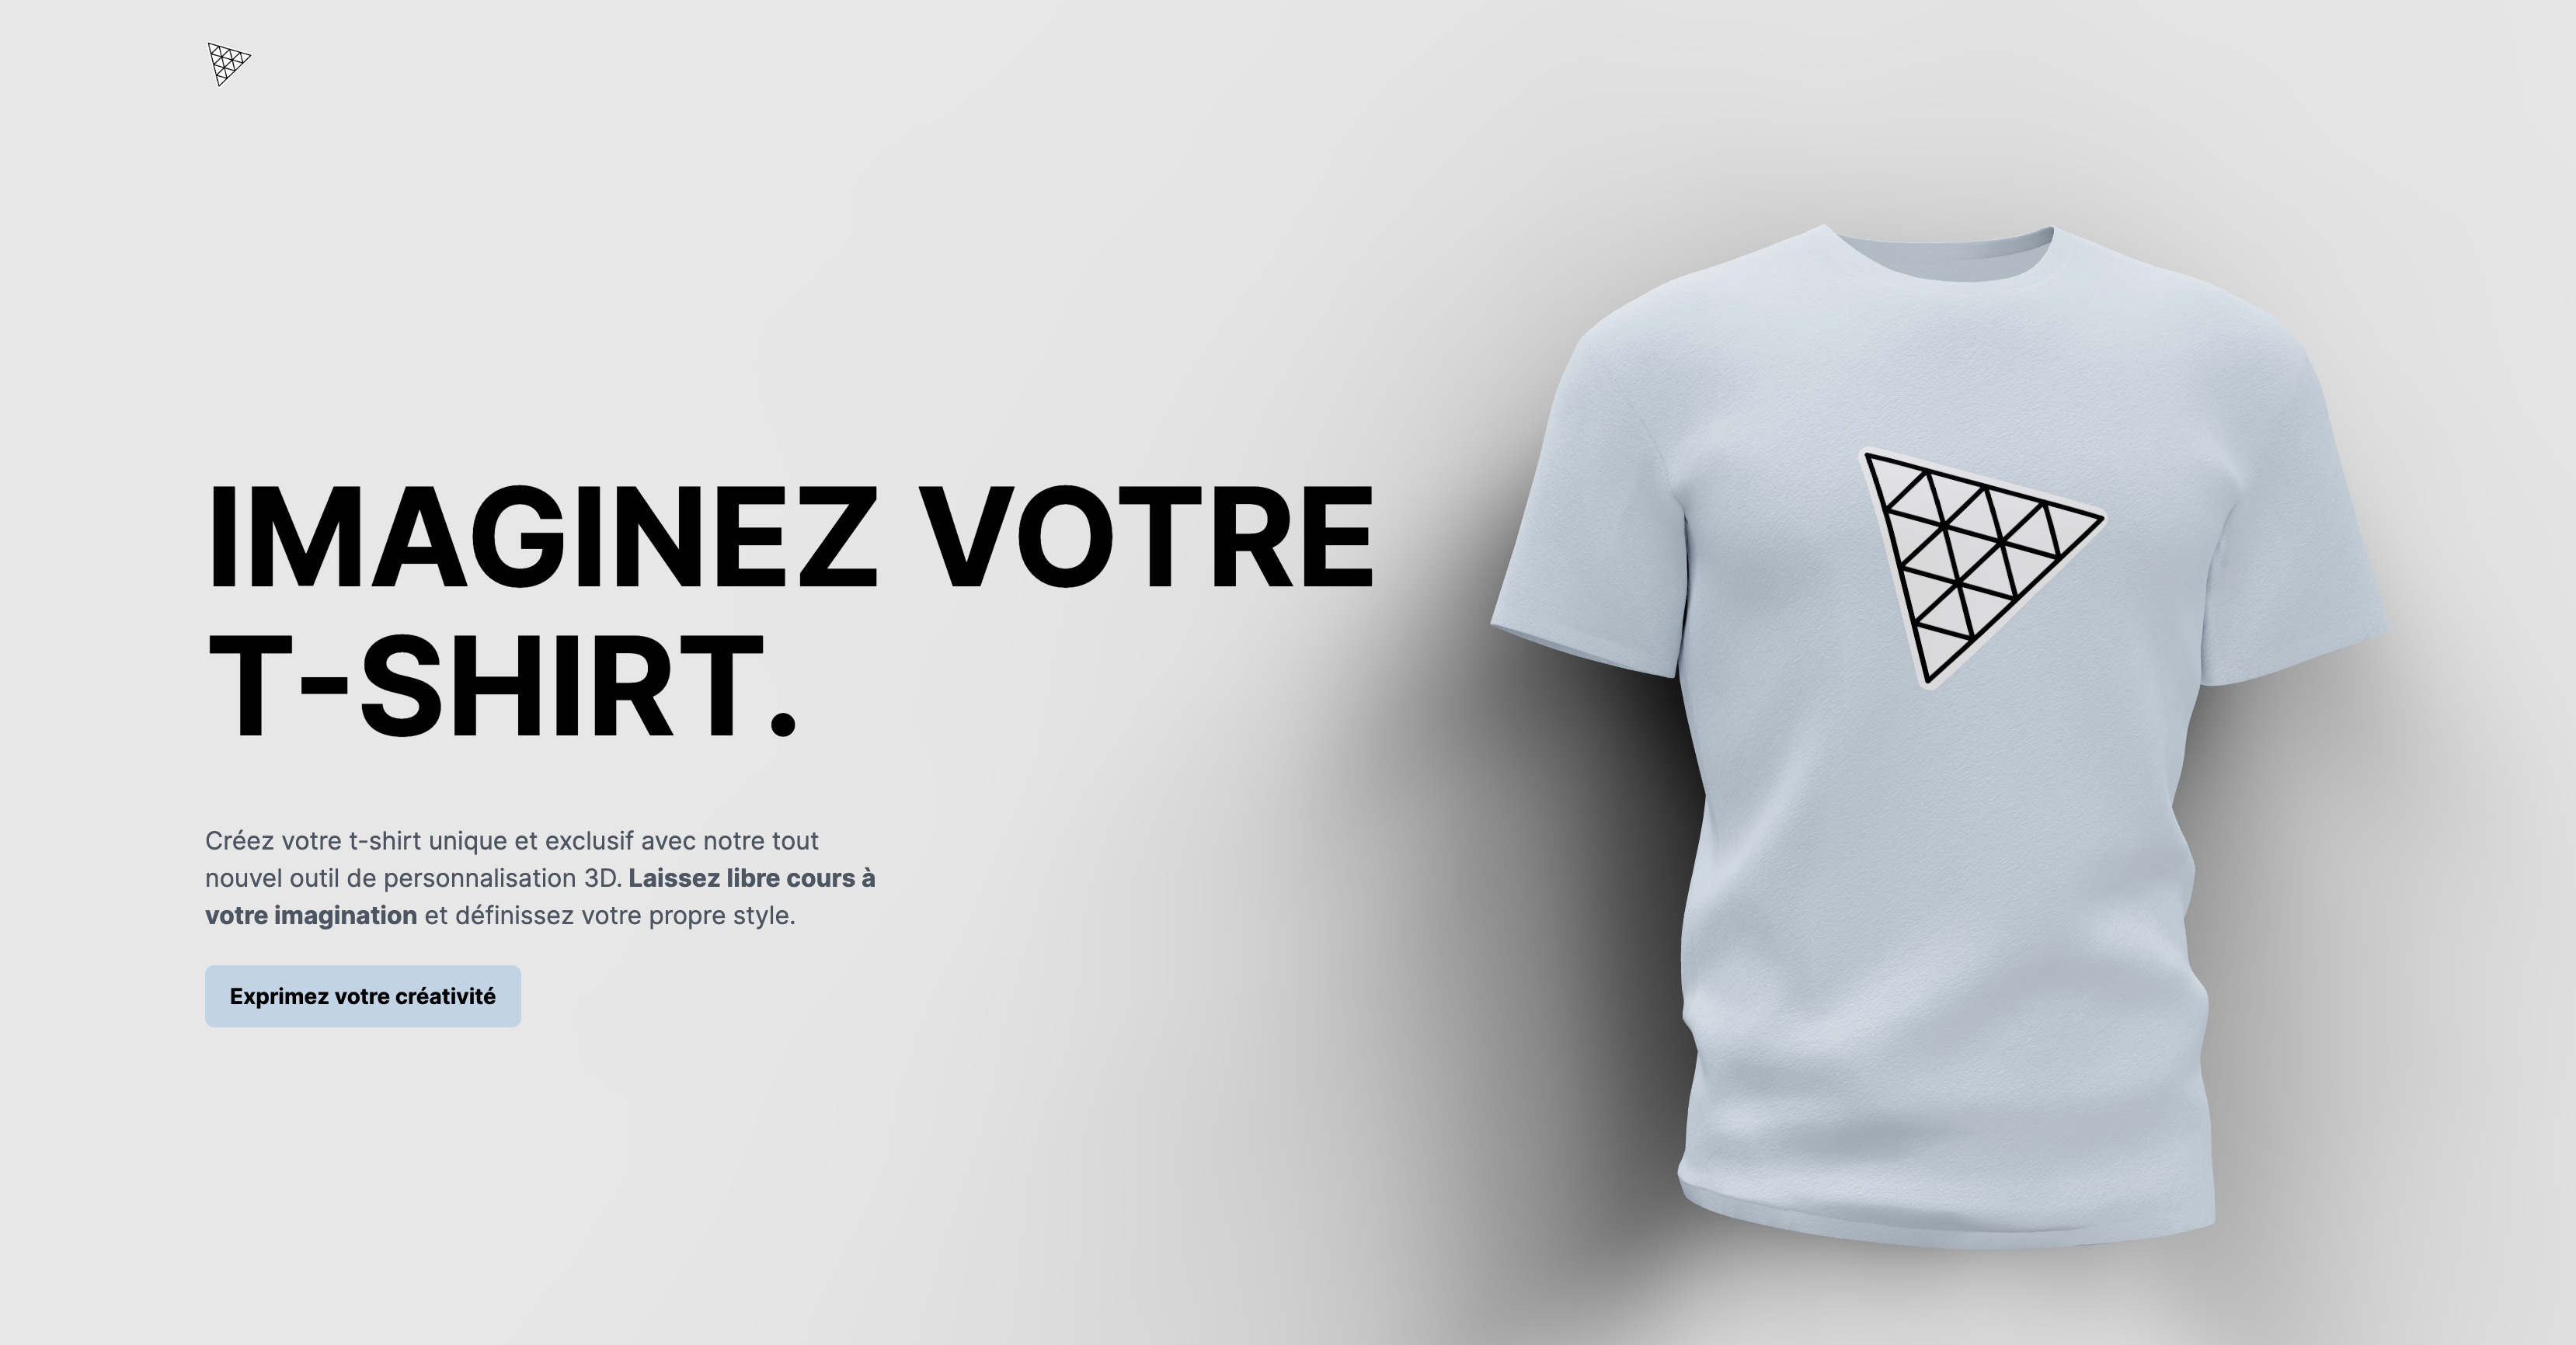 IMAGINEZ VOTRE
T-SHIRT.
Créez votre t-shirt unique et exclusif avec notre tout
nouvel outil de personnalisation 3D. Laissez libre cours à
votre imagination et définissez votre propre style.
Exprimez votre créativité